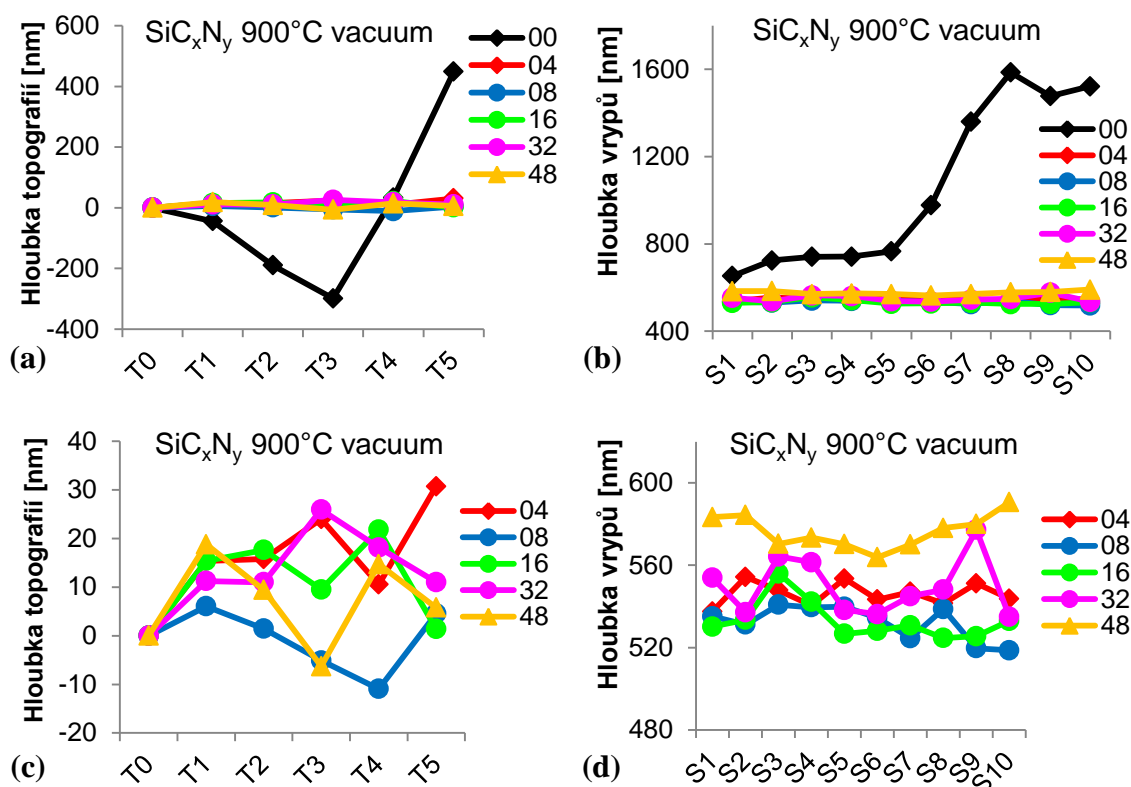 SiCxNy 900°C vacuum
Hloubka topografií [nm]
600
400
200
0
-200
-400
T0
T1
T2
T3
T4
T5
00
04
08
16
32
48
(a)
SiCxNy 900°C vacuum
Hloubka vrypů [nm]
1600
1200
800
400
S1
S2
S3
S4
S5
S6
S7
S8
S9
S10
00
04
08
16
32
48
(b)
SiCxNy 900°C vacuum
Hloubka topografií [nm]
40
30
20
10
0
-10
-20
T0
T1
T2
T3
T4
T5
04
08
16
32
48
(c)
SiCxNy 900°C vacuum
Hloubka vrypů [nm]
600
560
520
480
S1
S2
S3
S4
S5
S6
S7
S8
S9
S10
04
08
16
32
48
(d)